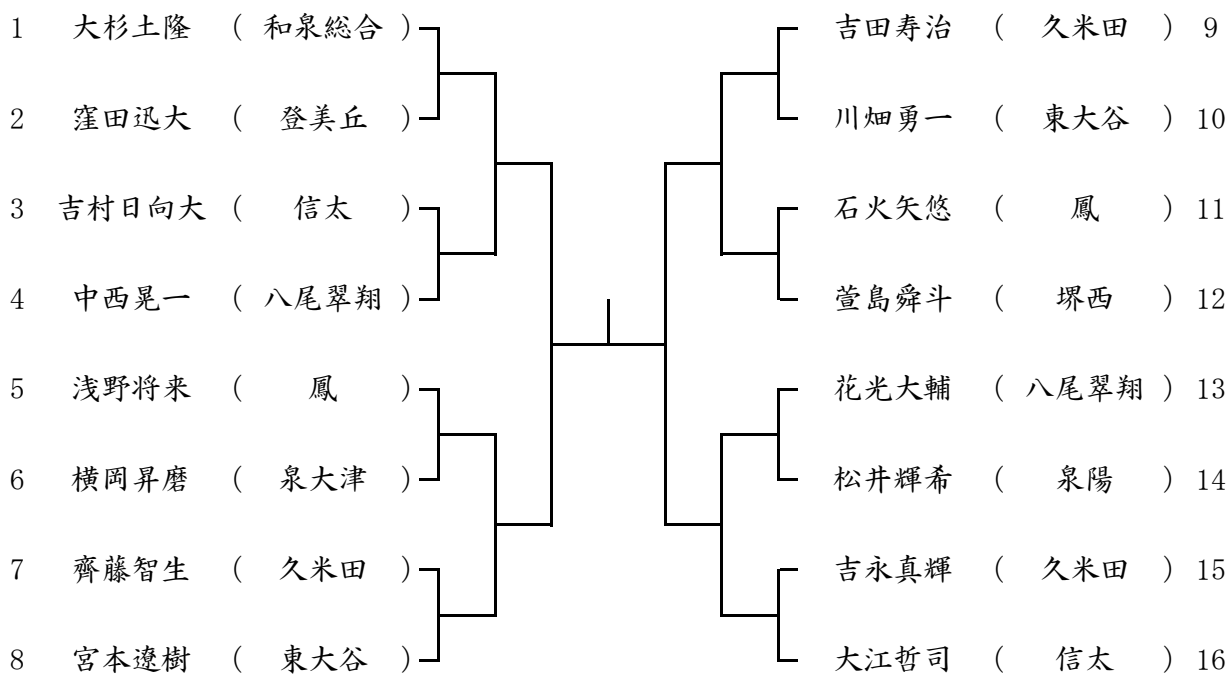 1 大杉土隆 ( 和泉総合 ) 吉田寿治 ( 久米田 ) 9
2 窪田迅大 ( 登美丘 ) 川畑勇一 ( 東大谷 ) 10
3 吉村日向大 ( 信太 ) 石火矢悠 ( 鳳 ) 11
4 中西晃一 ( 八尾翠翔 ) 萱島舜斗 ( 堺西 ) 12
5 浅野将来 ( 鳳 ) 花光大輔 ( 八尾翠翔 ) 13
6 横岡昇磨 ( 泉大津 ) 松井輝希 ( 泉陽 ) 14
7 齊藤智生 ( 久米田 ) 吉永真輝 ( 久米田 ) 15
8 宮本遼樹 ( 東大谷 ) 大江哲司 ( 信太 ) 16